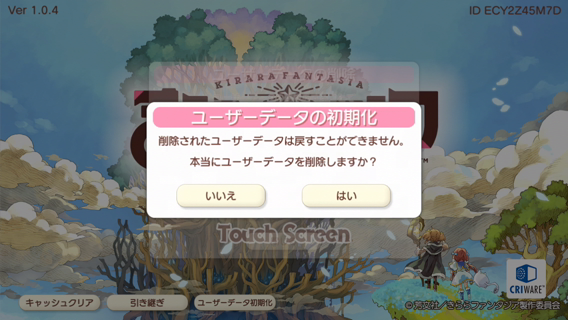 Ver 1.0.4
ID ECY2Z45M7D
KIRARA FANTASIA
ユーザーデータの初期化
削除されたユーザーデータは戻すことができません。
本当にユーザーデータを削除しますか？
いいえ
はい
Touch Screen
CRIWARE
キャッシュクリア
引き継ぎ
ユーザーデータ初期化
©芳文社／きららファンタジア製作委員会